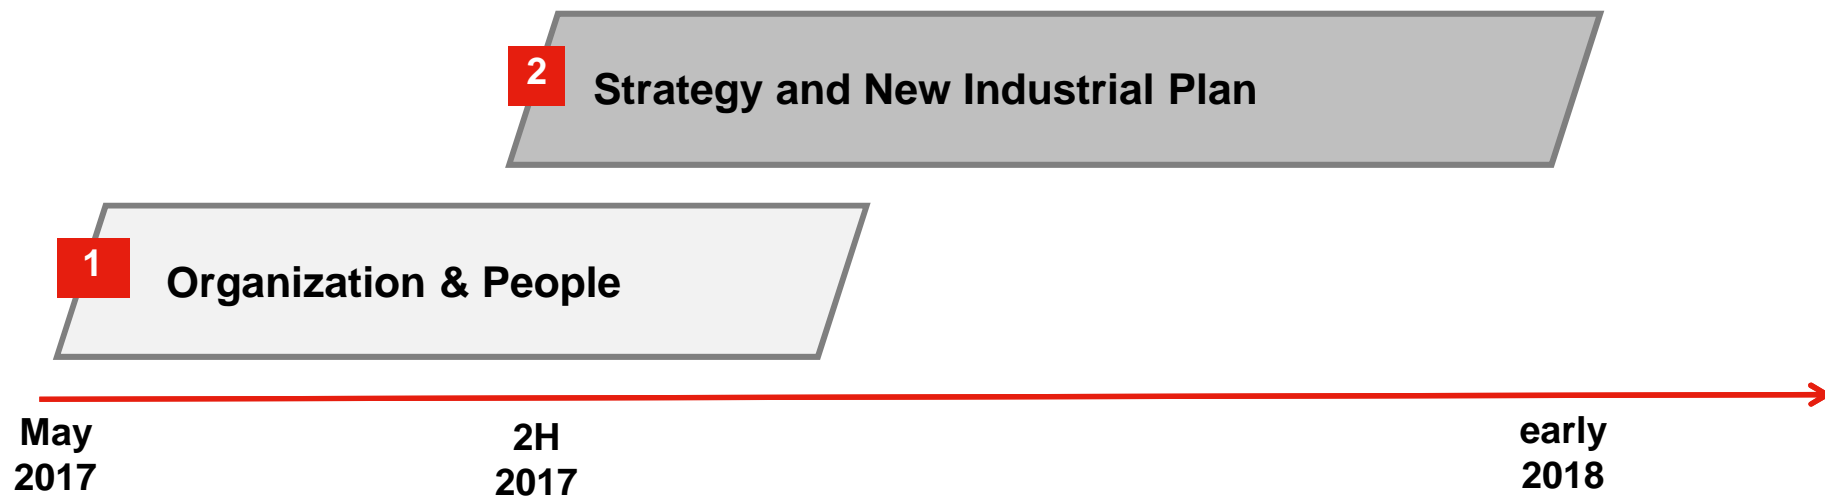 2
Strategy and New Industrial Plan
1
Organization & People
May
2017
2H
2017
early
2018